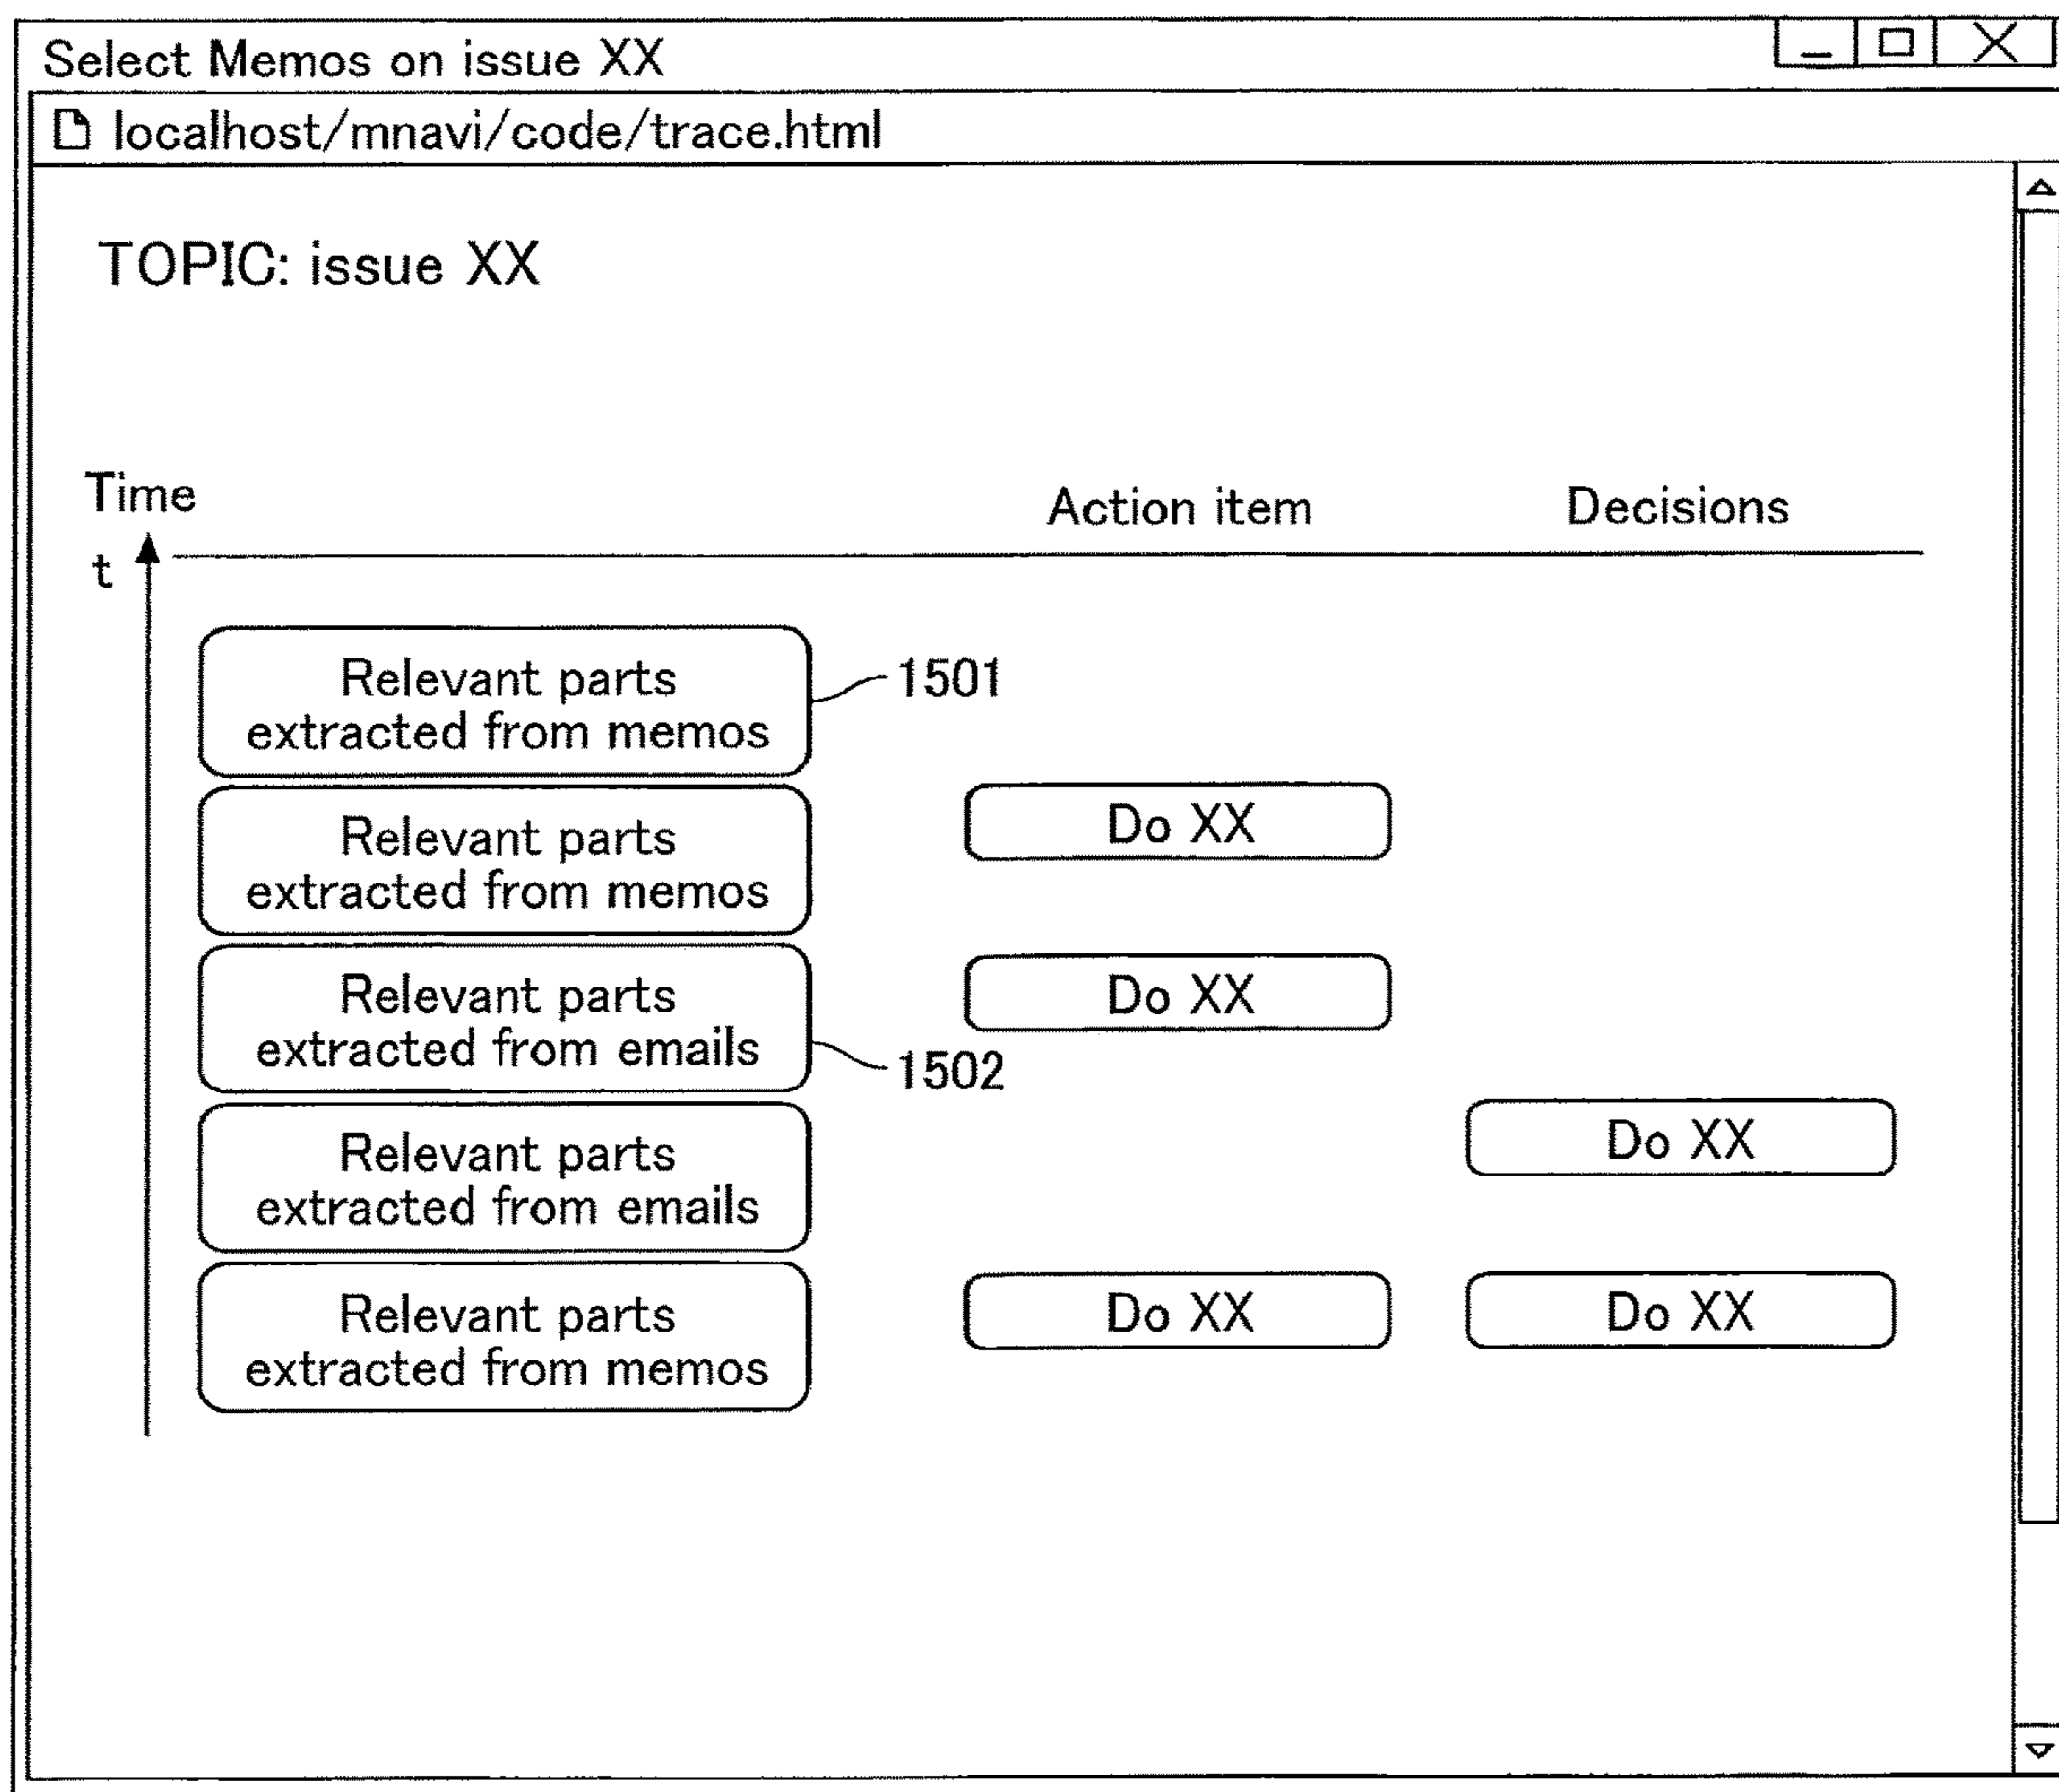 Select Memos on issue XX
localhost/mnavi/code/trace.html
TOPIC: issue XX
Time
Action item
Decisions
t
Relevant parts
extracted from memos
1501
Relevant parts
extracted from memos
Do XX
Relevant parts
extracted from emails
1502
Do XX
Relevant parts
extracted from emails
Do XX
Relevant parts
extracted from memos
Do XX
Do XX